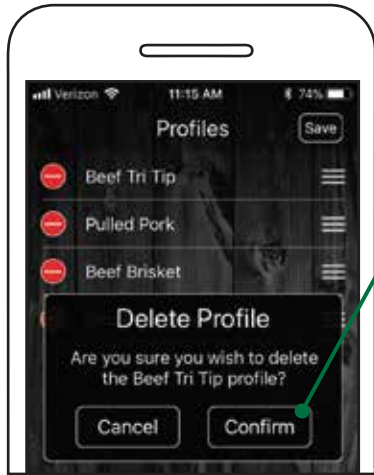 Verizon 11:15 AM 74%
Profiles Save
Beef Tri Tip
Pulled Pork
Beef Brisket
Delete Profile
Are you sure you wish to delete
the Beef Tri Tip profile?
Cancel Confirm